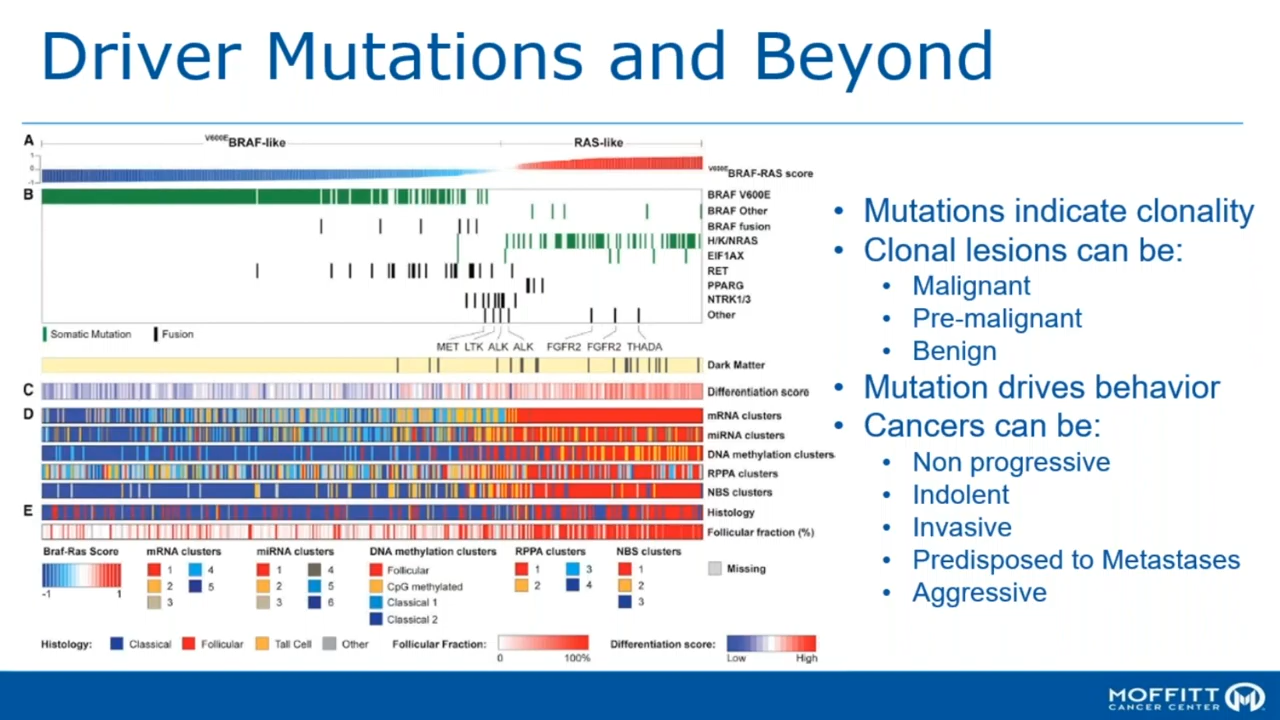 Driver Mutations and Beyond
A
V600E BRAF-like
RAS-like
1
0
-1
V600E BRAF-RAS score
B
BRAF V600E
BRAF Other
BRAF fusion
H/K/NRAS
EIF1AX
RET
PPARG
NTRK1/3
Other
Somatic Mutation
Fusion
MET LTK ALK ALK FGFR2 FGFR2 THADA
Dark Matter
C
Differentiation score
D
mRNA clusters
miRNA clusters
DNA methylation clusters
RPPA clusters
NBS clusters
E
Histology
Follicular fraction (%)
Braf-Ras Score
-1 1
mRNA clusters
1 4
2 5
3
miRNA clusters
1 4
2 5
3 6
DNA methylation clusters
Follicular
CpG methylated
Classical 1
Classical 2
RPPA clusters
1 3
2 4
NBS clusters
1
2
3
Missing
Histology: Classical Follicular Tall Cell Other
Follicular Fraction:
0 100%
Differentiation score:
Low High
• Mutations indicate clonality
• Clonal lesions can be:
• Malignant
• Pre-malignant
• Benign
• Mutation drives behavior
• Cancers can be:
• Non progressive
• Indolent
• Invasive
• Predisposed to Metastases
• Aggressive
MOFFITT
CANCER CENTER